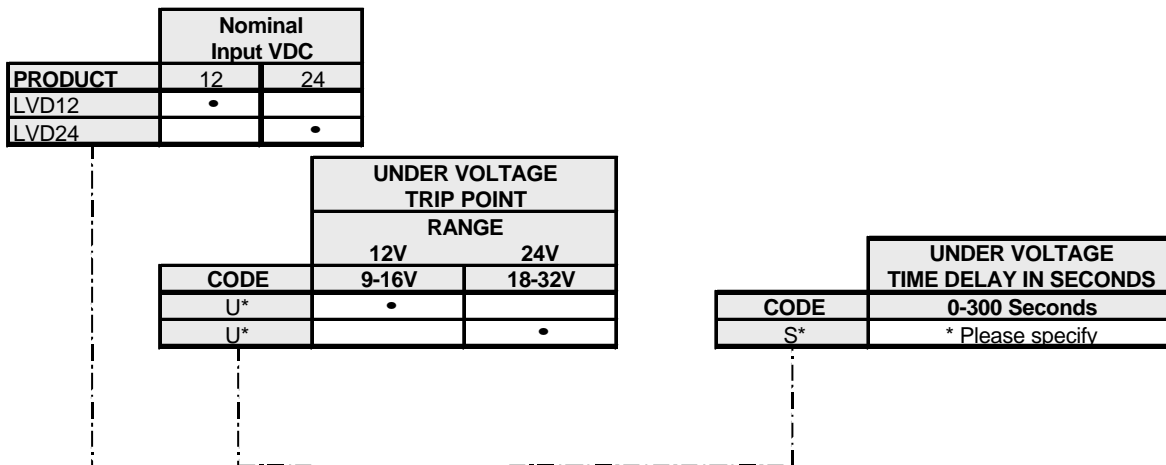 Nominal
Input VDC
PRODUCT 12 24
LVD12 •
LVD24 •
UNDER VOLTAGE
TRIP POINT
RANGE
12V 24V
CODE 9-16V 18-32V
U* •
U* •
UNDER VOLTAGE
TIME DELAY IN SECONDS
CODE 0-300 Seconds
S* * Please specify